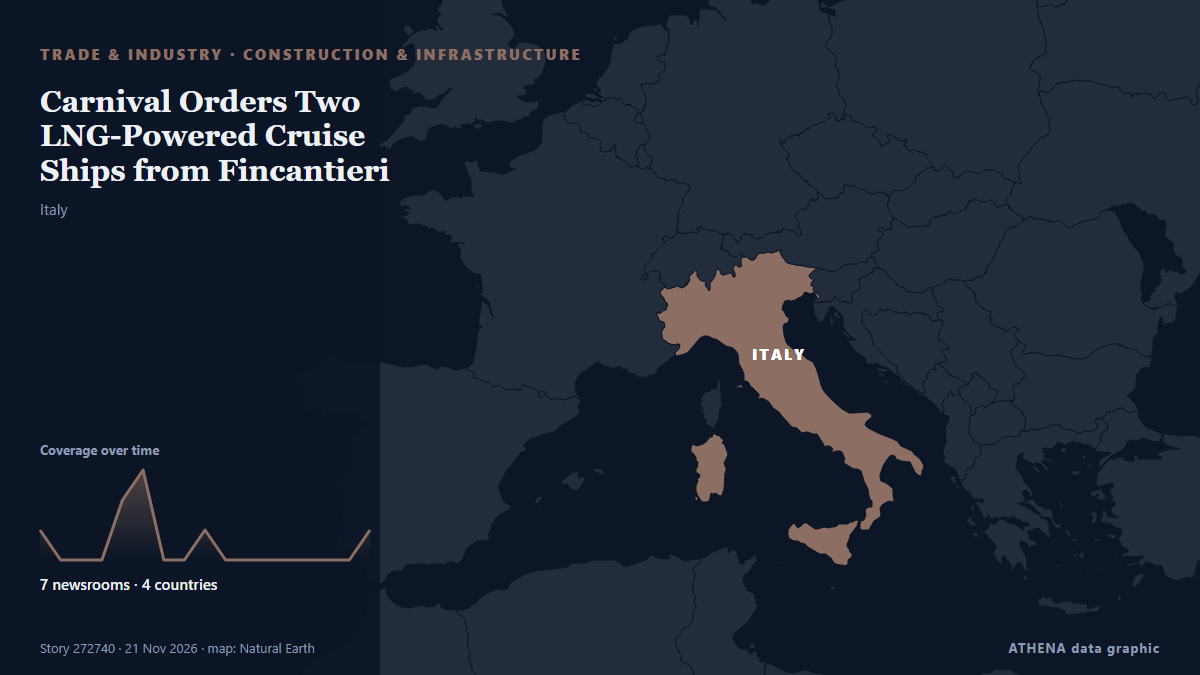 TRADE & INDUSTRY · CONSTRUCTION & INFRASTRUCTURE
Carnival Orders Two
LNG-Powered Cruise
Ships from Fincantieri
Italy
ITALY
Coverage over time
7 newsrooms · 4 countries
Story 272740 · 21 Nov 2026 · map: Natural Earth
ATHENA data graphic